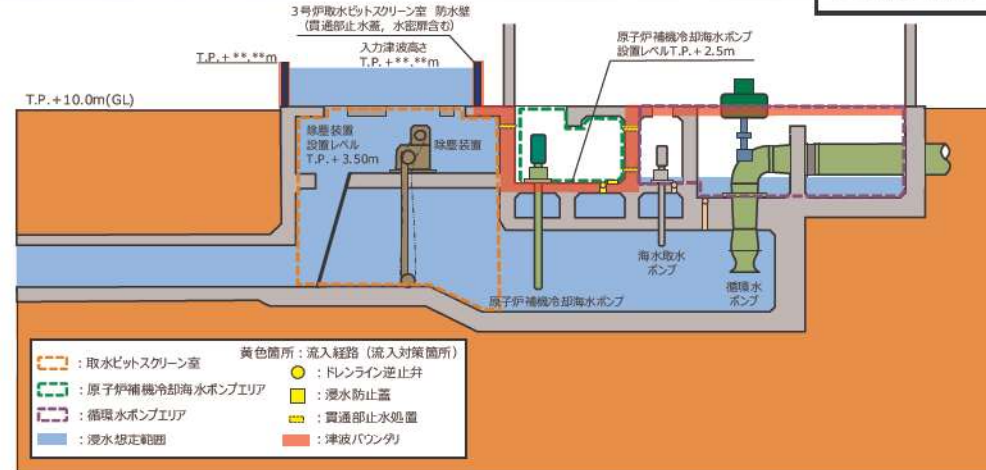 3号炉取水ピットスクリーン室 防水壁
(貫通部止水蓋, 水密扉含む)
入力津波高さ
T.P.+**.**m
T.P.+**.**m
原子炉補機冷却海水ポンプ
設置レベルT.P.+2.5m
T.P.+10.0m(GL)
除塵装置
設置レベル
T.P.+3.50m
除塵装置
海水取水
ポンプ
循環水
ポンプ
原子炉補機冷却海水ポンプ
黄色箇所:流入経路(流入対策箇所)
:取水ピットスクリーン室
:ドレンライン逆止弁
:原子炉補機冷却海水ポンプエリア
:浸水防止蓋
:循環水ポンプエリア
:貫通部止水処置
:浸水想定範囲
:津波バウンダリ